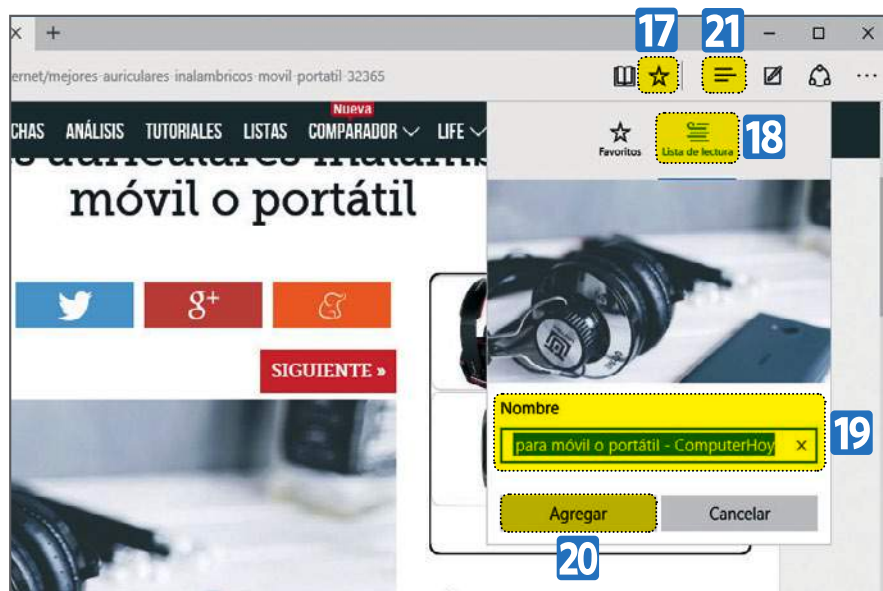 17 21
ernet/mejores-auriculares-inalambricos-movil-portatil-32365
Nueva
CHAS ANÁLISIS TUTORIALES LISTAS COMPARADOR LIFE
Favoritos Lista de lectura 18
móvil o portátil
g+
SIGUIENTE »
Nombre
para móvil o portátil - ComputerHoy × 19
Agregar Cancelar
20